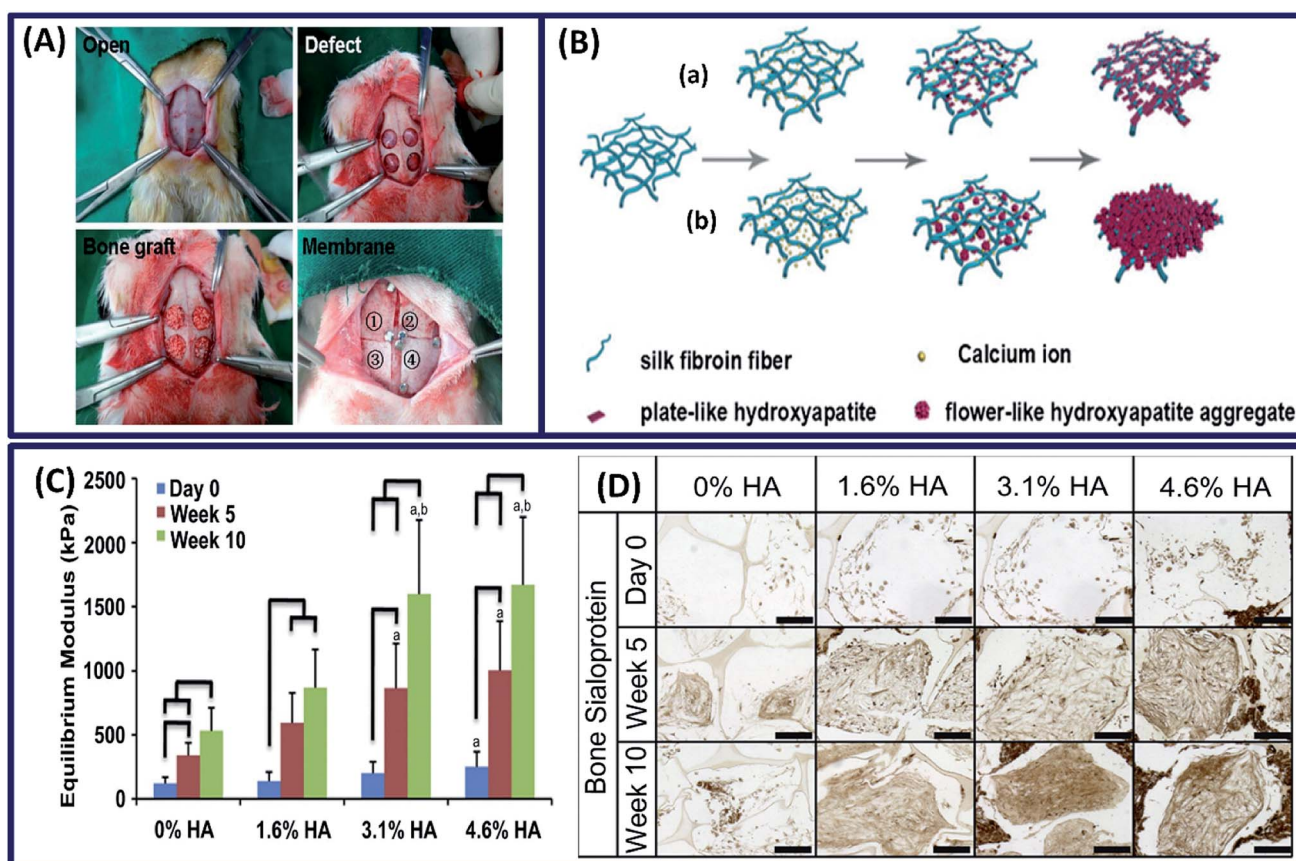 (A)
Open
Defect
Bone graft
Membrane
①
②
③
④
(B)
(a)
(b)
silk fibroin fiber
Calcium ion
plate-like hydroxyapatite
flower-like hydroxyapatite aggregate
(C)
Equilibrium Modulus (kPa)
2500
2000
1500
1000
500
0
Day 0
Week 5
Week 10
a
a,b
a
a
a,b
0% HA
1.6% HA
3.1% HA
4.6% HA
(D)
0% HA
1.6% HA
3.1% HA
4.6% HA
Bone Sialoprotein
Day 0
Week 5
Week 10